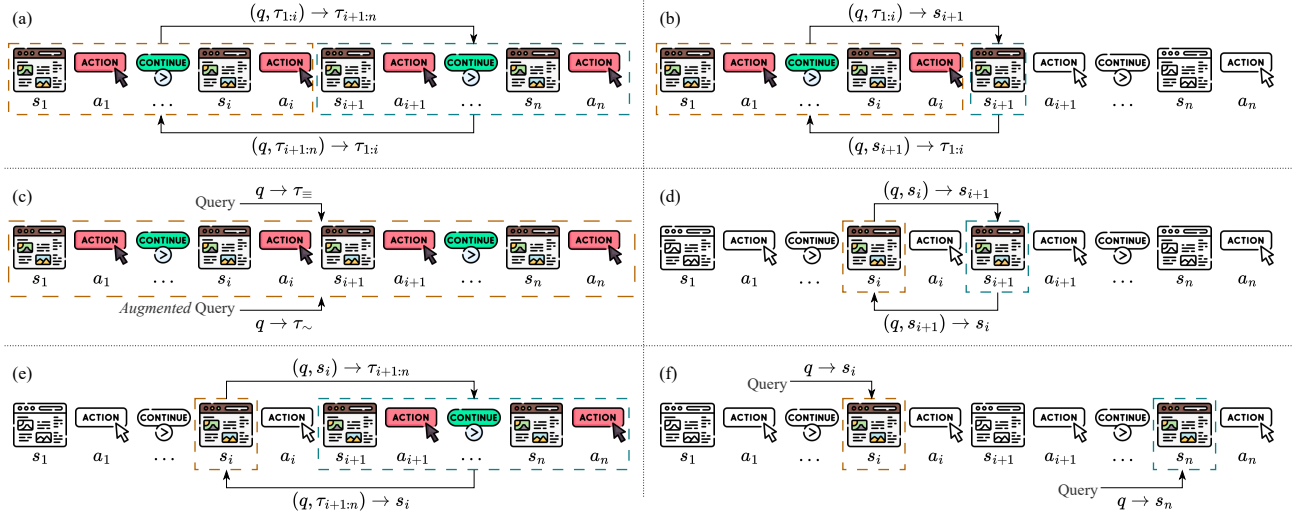 (a) (q, τ₁:ᵢ) → τᵢ₊₁:ₙ
ACTION CONTINUE ACTION ACTION CONTINUE ACTION
s₁ a₁ ... sᵢ aᵢ sᵢ₊₁ aᵢ₊₁ ... sₙ aₙ
(q, τᵢ₊₁:ₙ) → τ₁:ᵢ
(b) (q, τ₁:ᵢ) → sᵢ₊₁
ACTION CONTINUE ACTION ACTION CONTINUE ACTION
s₁ a₁ ... sᵢ aᵢ sᵢ₊₁ aᵢ₊₁ ... sₙ aₙ
(q, sᵢ₊₁) → τ₁:ᵢ
(c) q → τ≡
Query
ACTION CONTINUE ACTION ACTION CONTINUE ACTION
s₁ a₁ ... sᵢ aᵢ sᵢ₊₁ aᵢ₊₁ ... sₙ aₙ
Augmented Query
q → τ∼
(d) (q, sᵢ) → sᵢ₊₁
ACTION CONTINUE ACTION ACTION CONTINUE ACTION
s₁ a₁ ... sᵢ aᵢ sᵢ₊₁ aᵢ₊₁ ... sₙ aₙ
(q, sᵢ₊₁) → sᵢ
(e) (q, sᵢ) → τᵢ₊₁:ₙ
ACTION CONTINUE ACTION ACTION CONTINUE ACTION
s₁ a₁ ... sᵢ aᵢ sᵢ₊₁ aᵢ₊₁ ... sₙ aₙ
(q, τᵢ₊₁:ₙ) → sᵢ
(f) q → sᵢ
Query
ACTION CONTINUE ACTION ACTION CONTINUE ACTION
s₁ a₁ ... sᵢ aᵢ sᵢ₊₁ aᵢ₊₁ ... sₙ aₙ
Query
q → sₙ